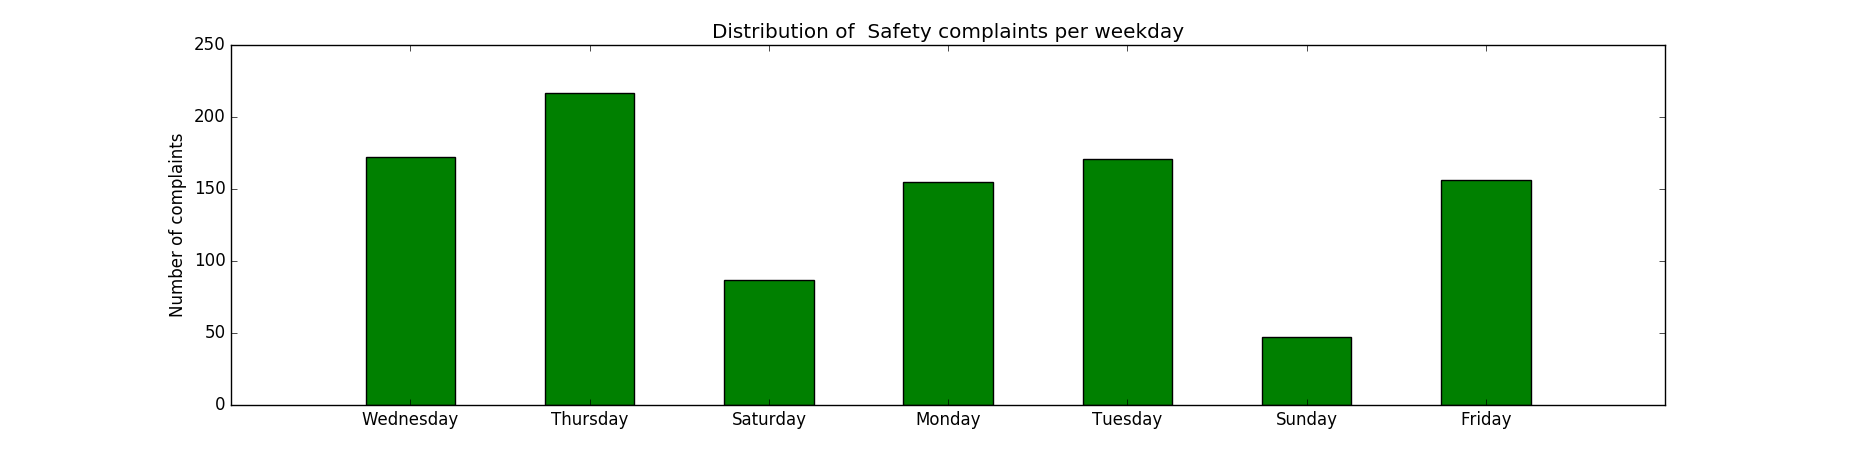 Distribution of  Safety complaints per weekday
Number of complaints
250
200
150
100
50
0
Wednesday Thursday Saturday Monday Tuesday Sunday Friday